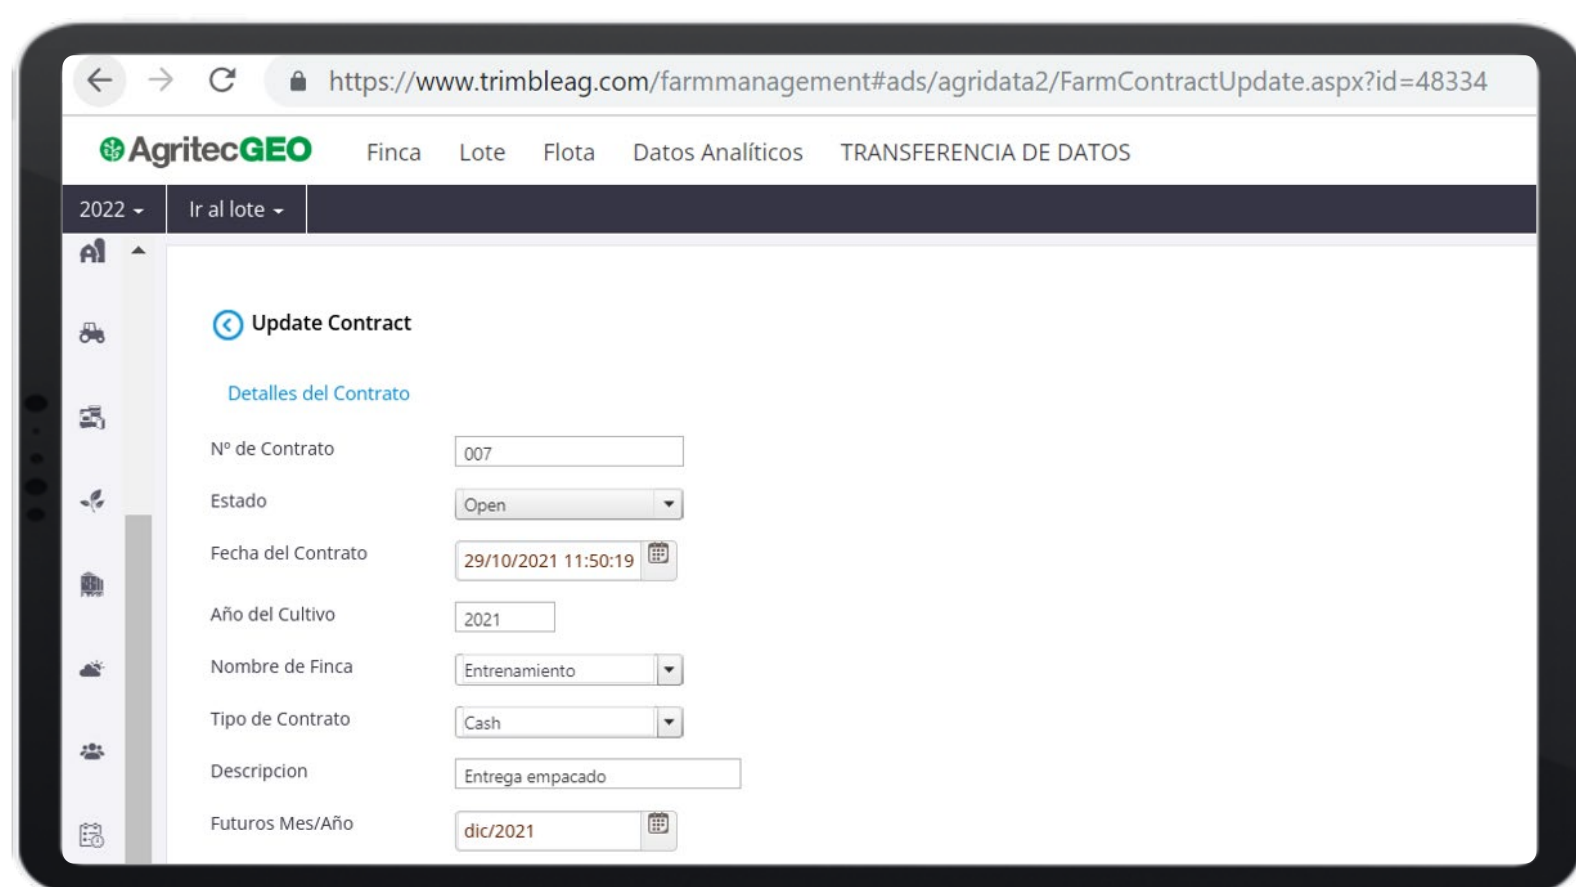 https://www.trimbleag.com/farmmanagement#ads/agridata2/FarmContractUpdate.aspx?id=48334
AgritecGEO Finca Lote Flota Datos Analíticos TRANSFERENCIA DE DATOS
2022 Ir al lote
Update Contract
Detalles del Contrato
Nº de Contrato 007
Estado Open
Fecha del Contrato 29/10/2021 11:50:19
Año del Cultivo 2021
Nombre de Finca Entrenamiento
Tipo de Contrato Cash
Descripcion Entrega empacado
Futuros Mes/Año dic/2021